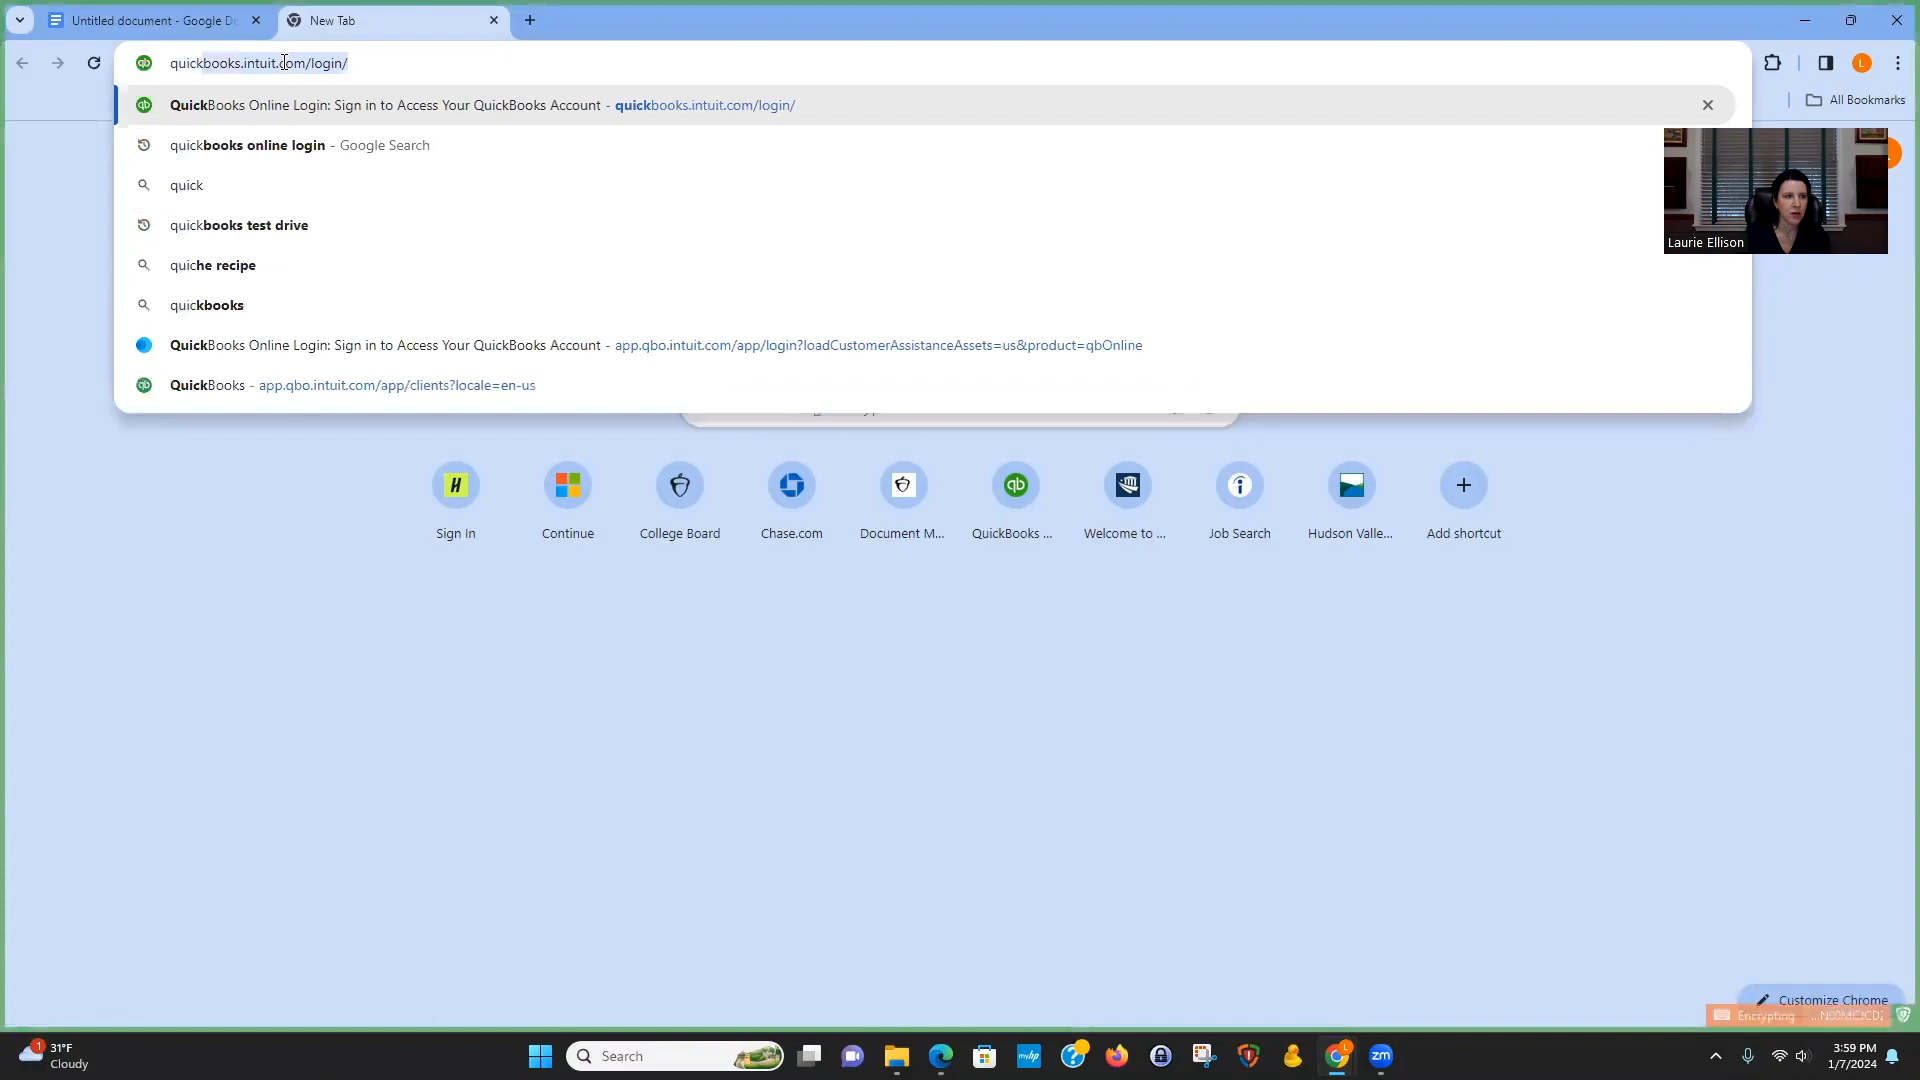 Untitled document - Google D
New Tab
quickbooks.intuit.com/login/
L
All Bookmarks
QuickBooks Online Login: Sign in to Access Your QuickBooks Account - quickbooks.intuit.com/login/
quickbooks online login - Google Search
quick
quickbooks test drive
quiche recipe
quickbooks
QuickBooks Online Login: Sign in to Access Your QuickBooks Account - app.qbo.intuit.com/app/login?loadCustomerAssistanceAssets=us&product=qbOnline
QuickBooks - app.qbo.intuit.com/app/clients?locale=en-us
Laurie Ellison
Sign In
Continue
College Board
Chase.com
Document M...
QuickBooks ...
Welcome to ...
Job Search
Hudson Valle...
Add shortcut
Customize Chrome
Encrypting
1
31°F
Cloudy
Search
zm
3:59 PM
1/7/2024